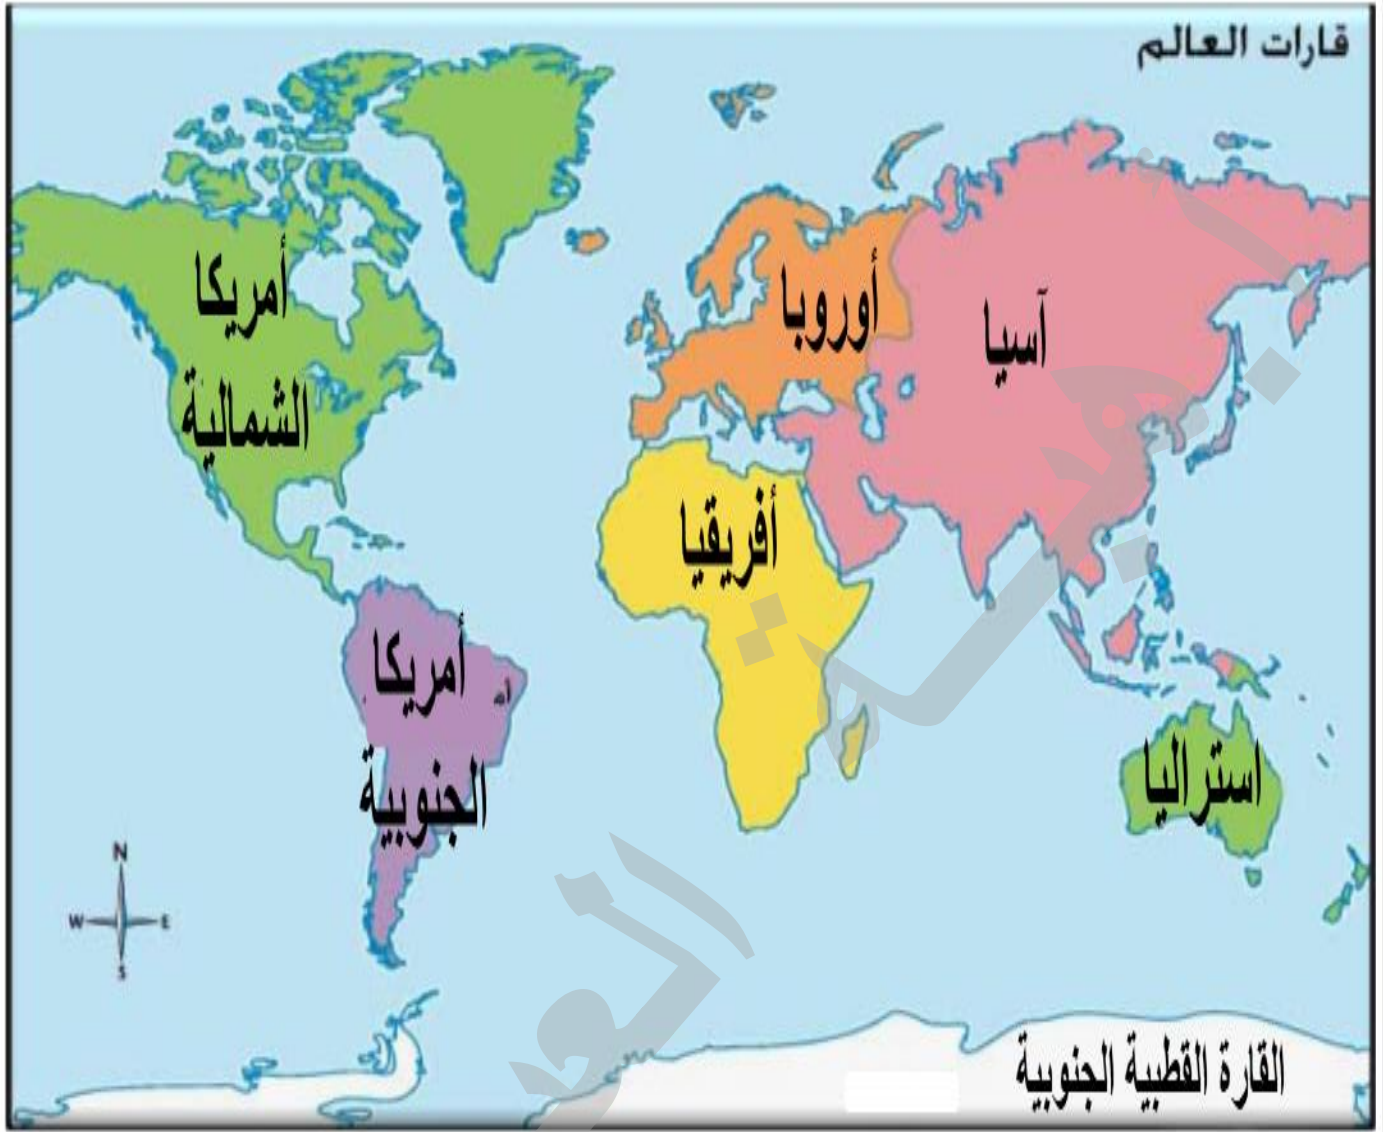 قارات العالم
أمريكا
الشمالية
أوروبا
آسيا
أفريقيا
أمريكا
الجنوبية
استراليا
N
W E
S
القارة القطبية الجنوبية